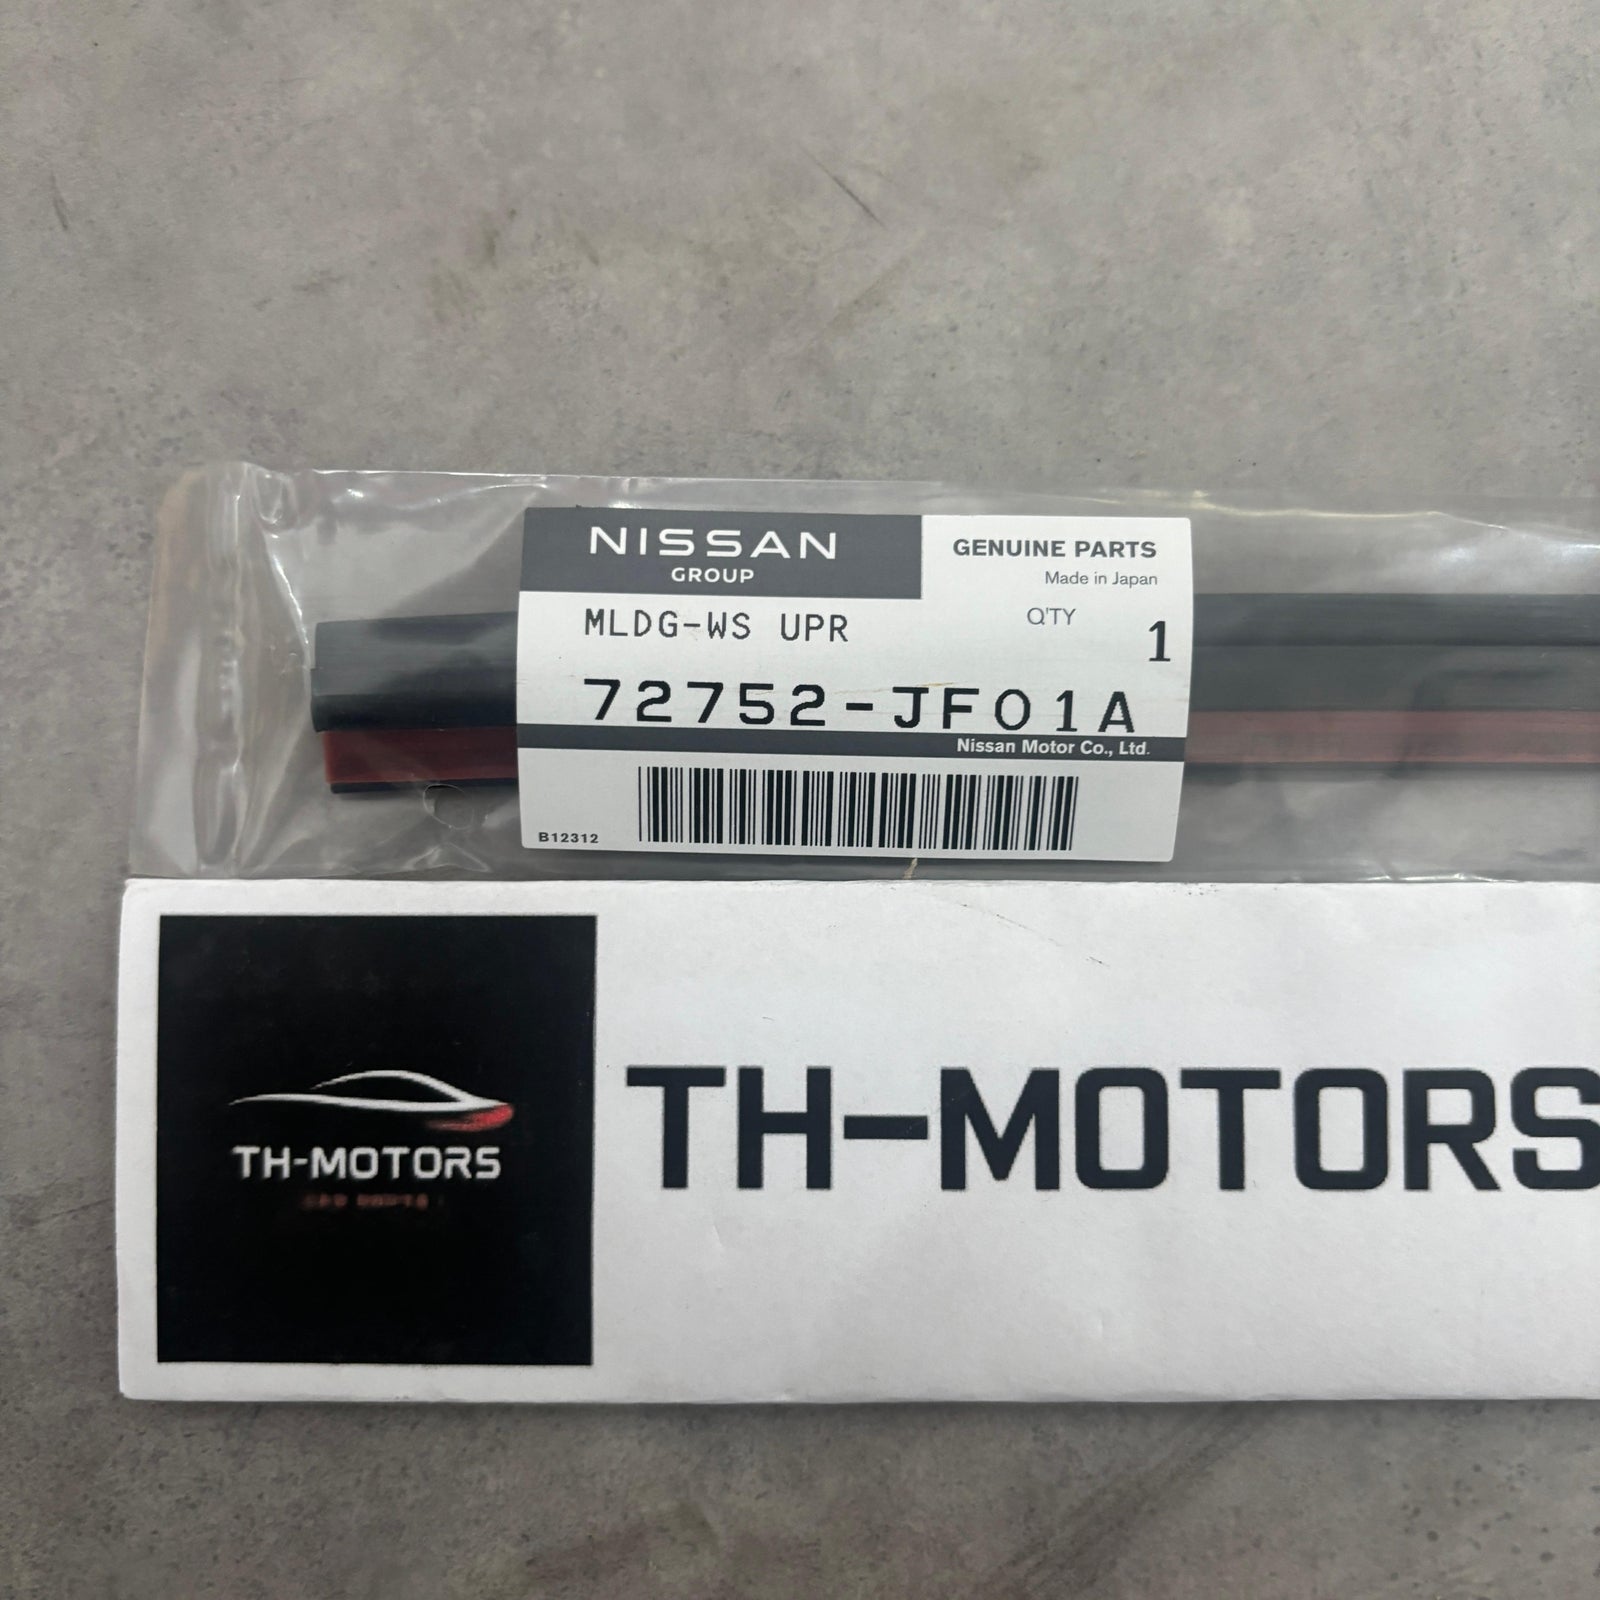 NISSAN
GROUP
GENUINE PARTS
Made in Japan
MLDG-WS UPR
Q'TY
1
72752-JF01A
Nissan Motor Co., Ltd.
B12312
TH-MOTORS
TH-MOTORS